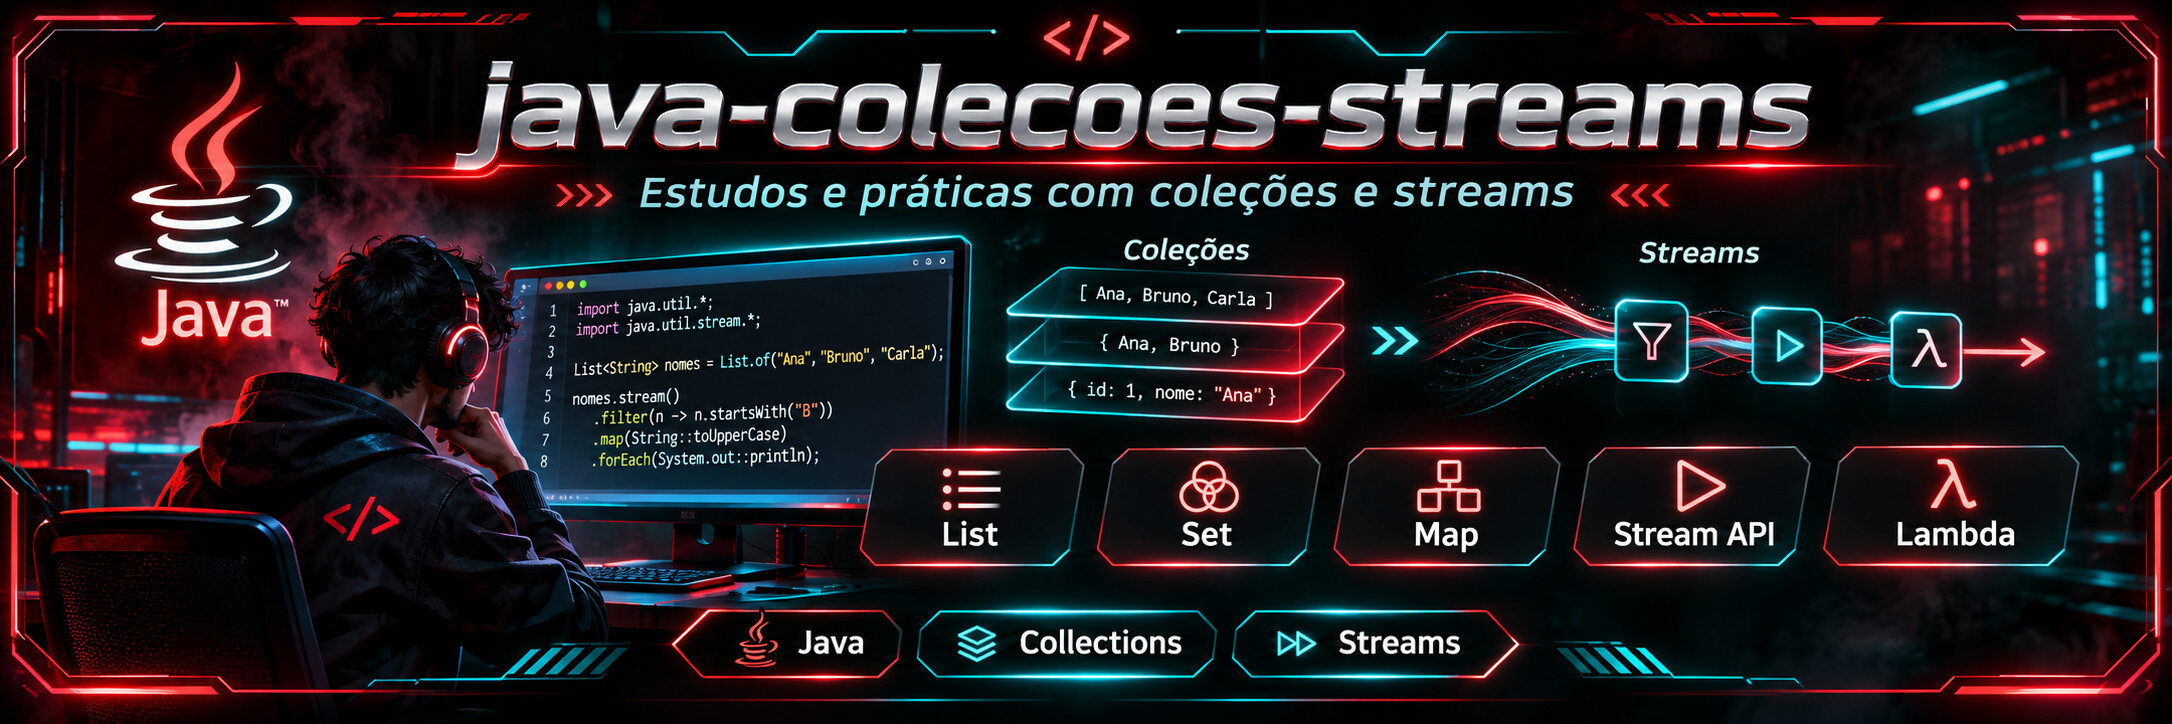 </>
java-colecoes-streams
>>> Estudos e práticas com coleções e streams <<<
Java™
1 import java.util.*;
2 import java.util.stream.*;
3
4 List<String> nomes = List.of("Ana", "Bruno", "Carla");
5 nomes.stream()
6 .filter(n -> n.startsWith("B"))
7 .map(String::toUpperCase)
8 .forEach(System.out::println);
</>
Coleções
[ Ana, Bruno, Carla ]
{ Ana, Bruno }
{ id: 1, nome: "Ana" }
Streams
λ
List
Set
Map
Stream API
λ
Lambda
Java
Collections
Streams